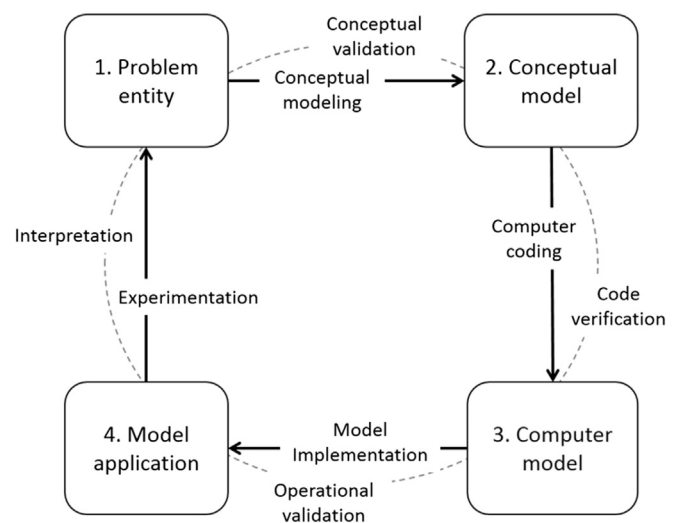 Conceptual
validation
1. Problem
entity
Conceptual
modeling
2. Conceptual
model
Interpretation
Experimentation
Computer
coding
Code
verification
4. Model
application
Model
Implementation
3. Computer
model
Operational
validation